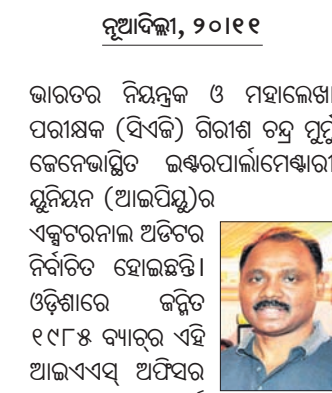 ନୂଆଦିଲ୍ଲୀ, ୨୦।୧୧
ଭାରତର ନିୟନ୍ତ୍ରକ ଓ ମହାଲେଖା
ପରୀକ୍ଷକ (ସିଏଜି) ଗିରୀଶ ଚନ୍ଦ୍ର ମୁର୍ମୁ
ଜେନେଭାସ୍ଥିତ ଇଣ୍ଟରପାର୍ଲାମେଣ୍ଟାରୀ
ୟୁନିୟନ (ଆଇପିୟୁ)ର
ଏକ୍ସଟରନାଲ ଅଡିଟର
ନିର୍ବାଚିତ ହୋଇଛନ୍ତି।
ଓଡ଼ିଶାରେ ଜନ୍ମିତ
୧୯୮୫ ବ୍ୟାଚ୍‌ର ଏହି
ଆଇଏଏସ୍ ଅଫିସର